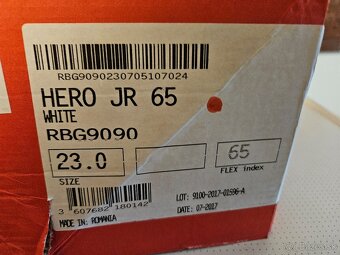 RBG9090230705107024
HERO JR 65
WHITE
RBG9090
23.0 65
SIZE FLEX index
3 607682 180142
LOT: 9100-2017-01596-A
DATE: 07-2017
MADE IN: ROMANIA